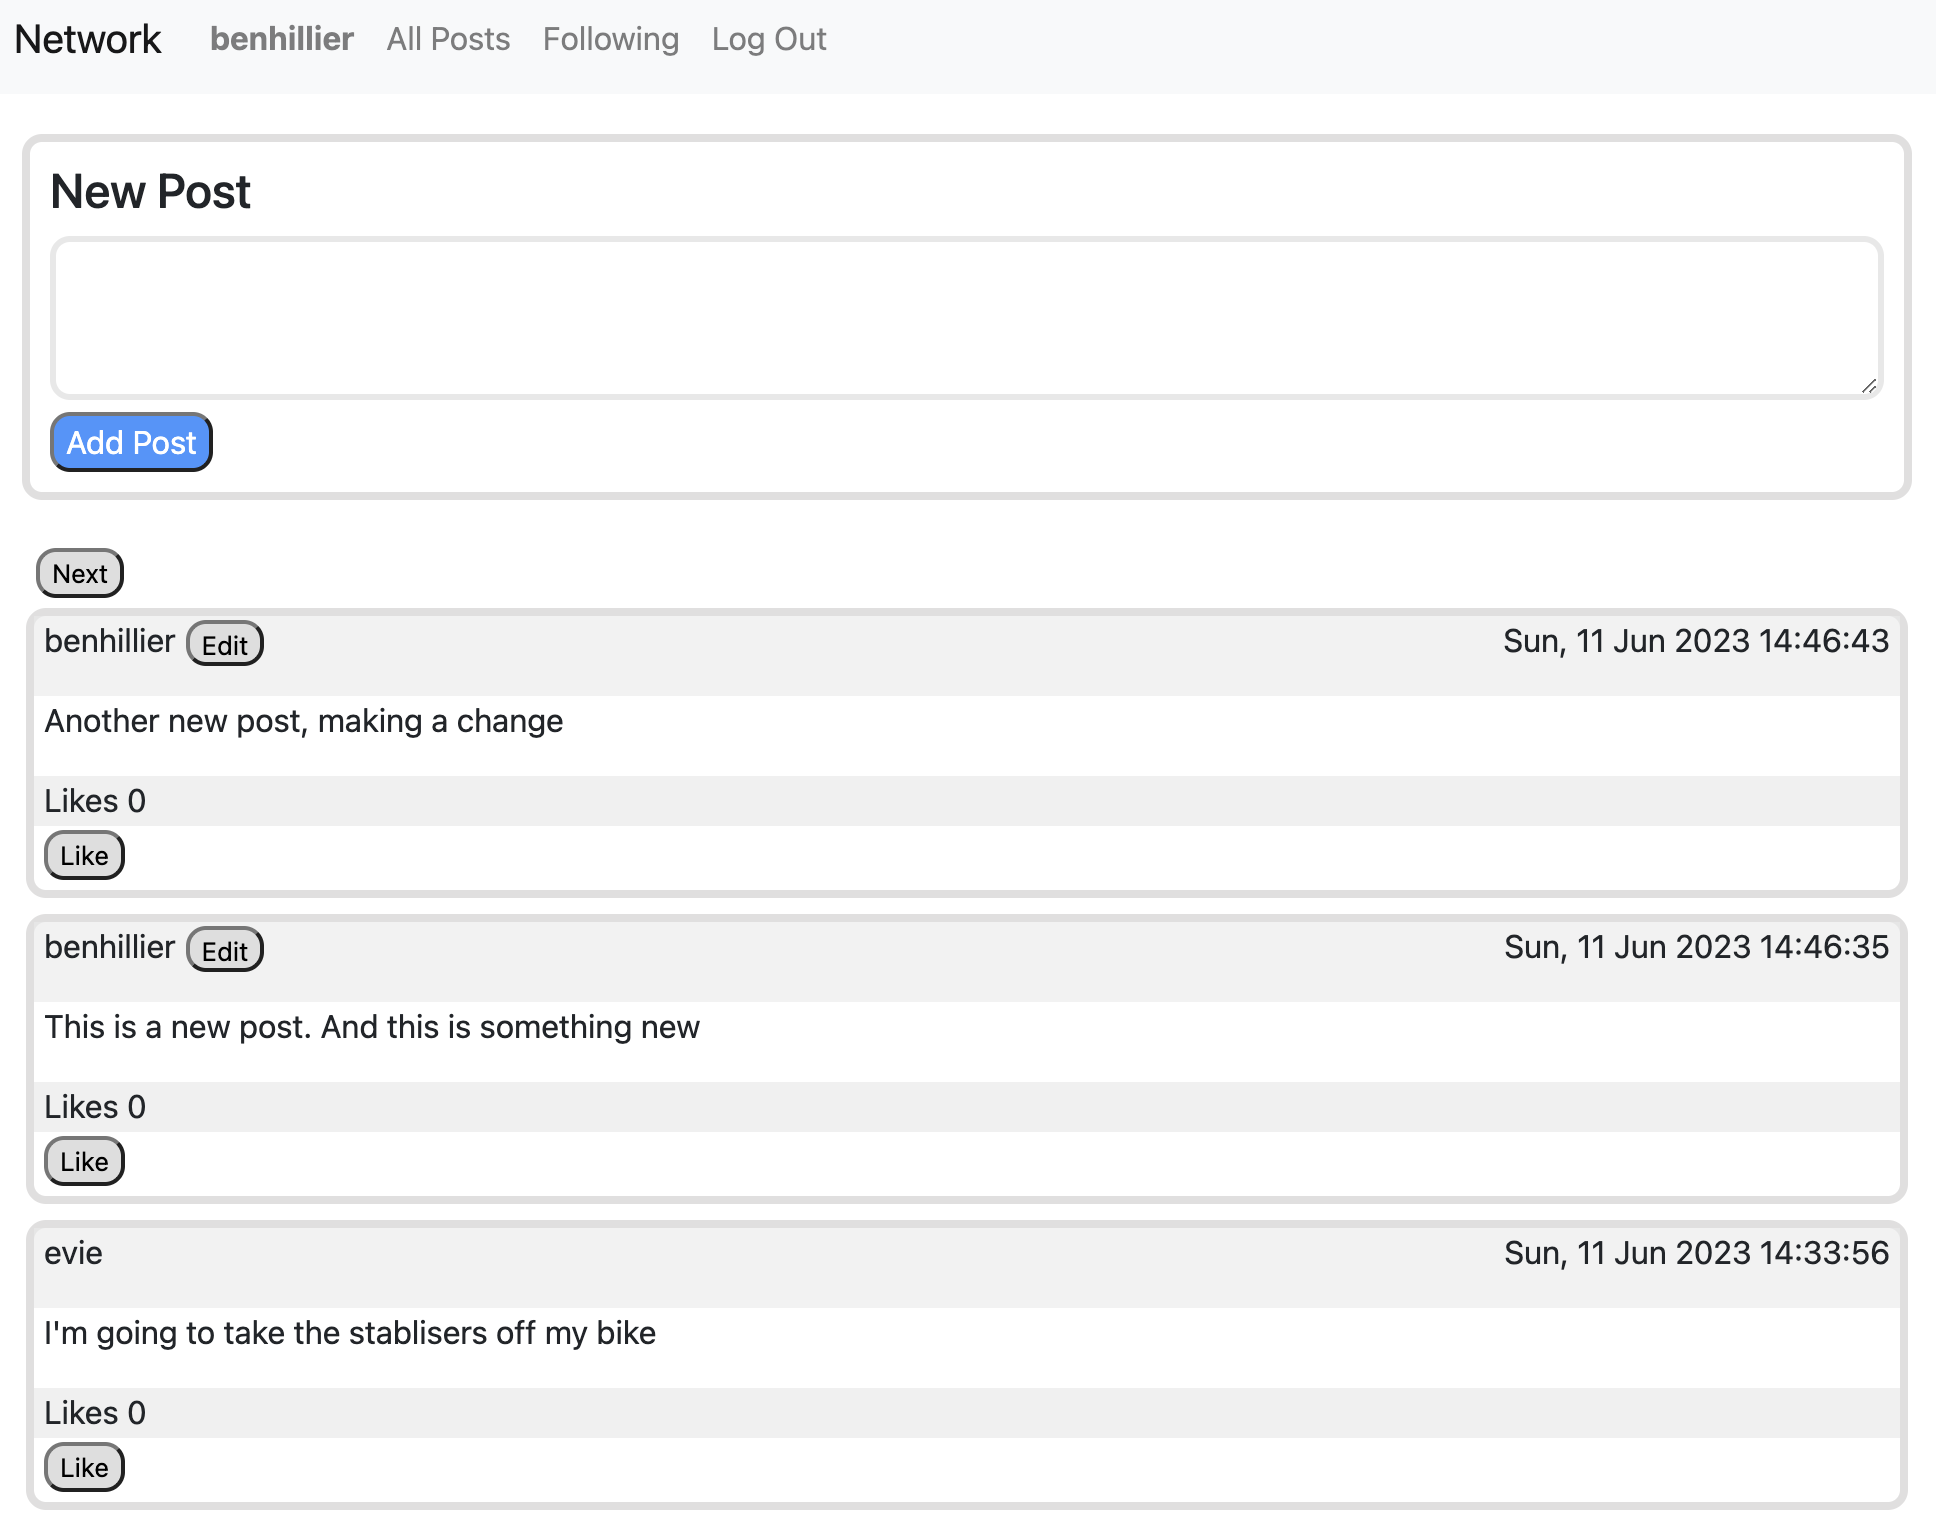 Network benhillier All Posts Following Log Out
New Post
Add Post
Next
benhillier Edit Sun, 11 Jun 2023 14:46:43
Another new post, making a change
Likes 0
Like
benhillier Edit Sun, 11 Jun 2023 14:46:35
This is a new post. And this is something new
Likes 0
Like
evie Sun, 11 Jun 2023 14:33:56
I'm going to take the stablisers off my bike
Likes 0
Like